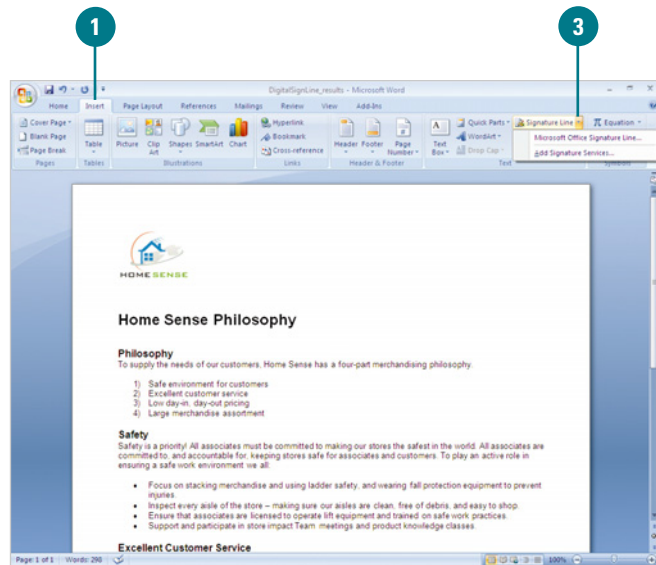 1
3
DigitalSignLine_results - Microsoft Word
Home Insert Page Layout References Mailings Review View Add-Ins
Cover Page
Blank Page
Page Break
Pages
Table
Tables
Picture Clip Art Shapes SmartArt Chart
Illustrations
Hyperlink
Bookmark
Cross-reference
Links
Header Footer Page Number
Header & Footer
Text Box
Quick Parts
WordArt
Drop Cap
Text
Signature Line
Equation
Microsoft Office Signature Line...
Add Signature Services...
Symbols
HOMESENSE
Home Sense Philosophy
Philosophy
To supply the needs of our customers, Home Sense has a four-part merchandising philosophy.
1) Safe environment for customers
2) Excellent customer service
3) Low day-in, day-out pricing
4) Large merchandise assortment
Safety
Safety is a priority! All associates must be committed to making our stores the safest in the world. All associates are
committed to, and accountable for, keeping stores safe for associates and customers. To play an active role in
ensuring a safe work environment we all:
• Focus on stacking merchandise and using ladder safety, and wearing fall protection equipment to prevent
injuries.
• Inspect every aisle of the store – making sure our aisles are clean, free of debris, and easy to shop.
• Ensure that associates are licensed to operate lift equipment and trained on safe work practices.
• Support and participate in store impact Team meetings and product knowledge classes.
Excellent Customer Service
Page: 1 of 1 Words: 293 100%